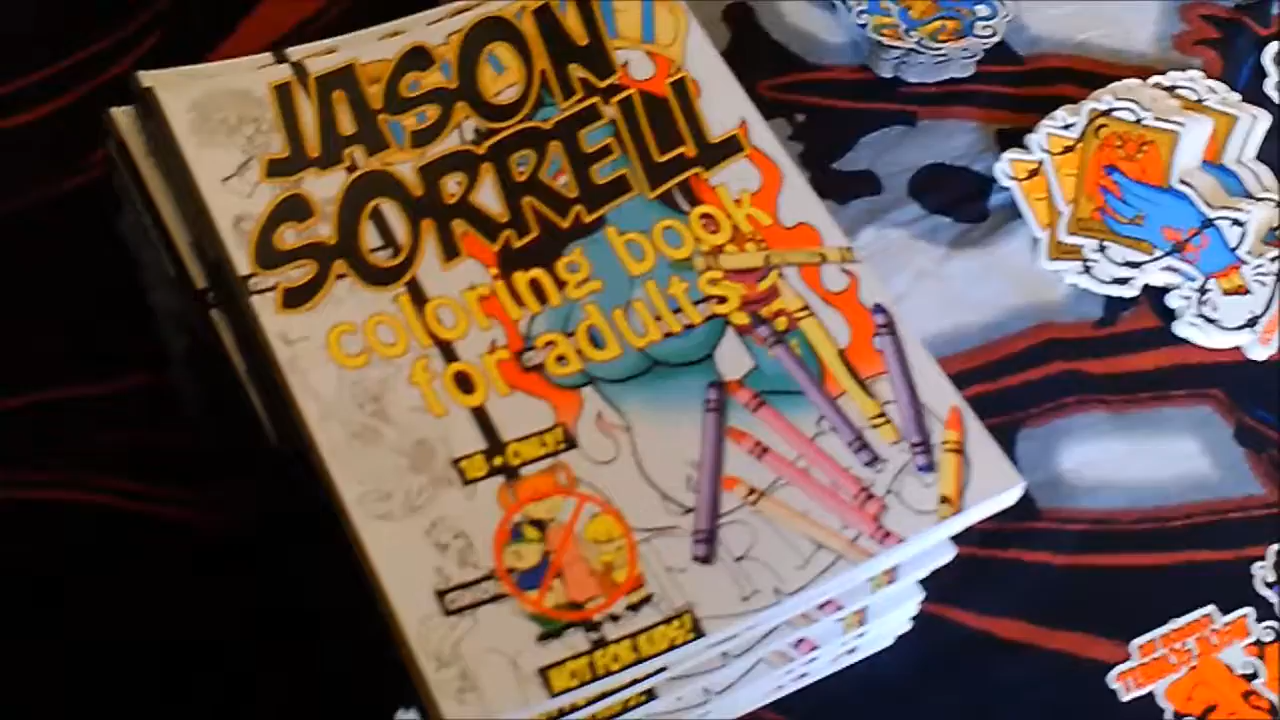 JASON
SORRELL
coloring book
for adults
18+ ONLY!
NOT FOR KIDS!